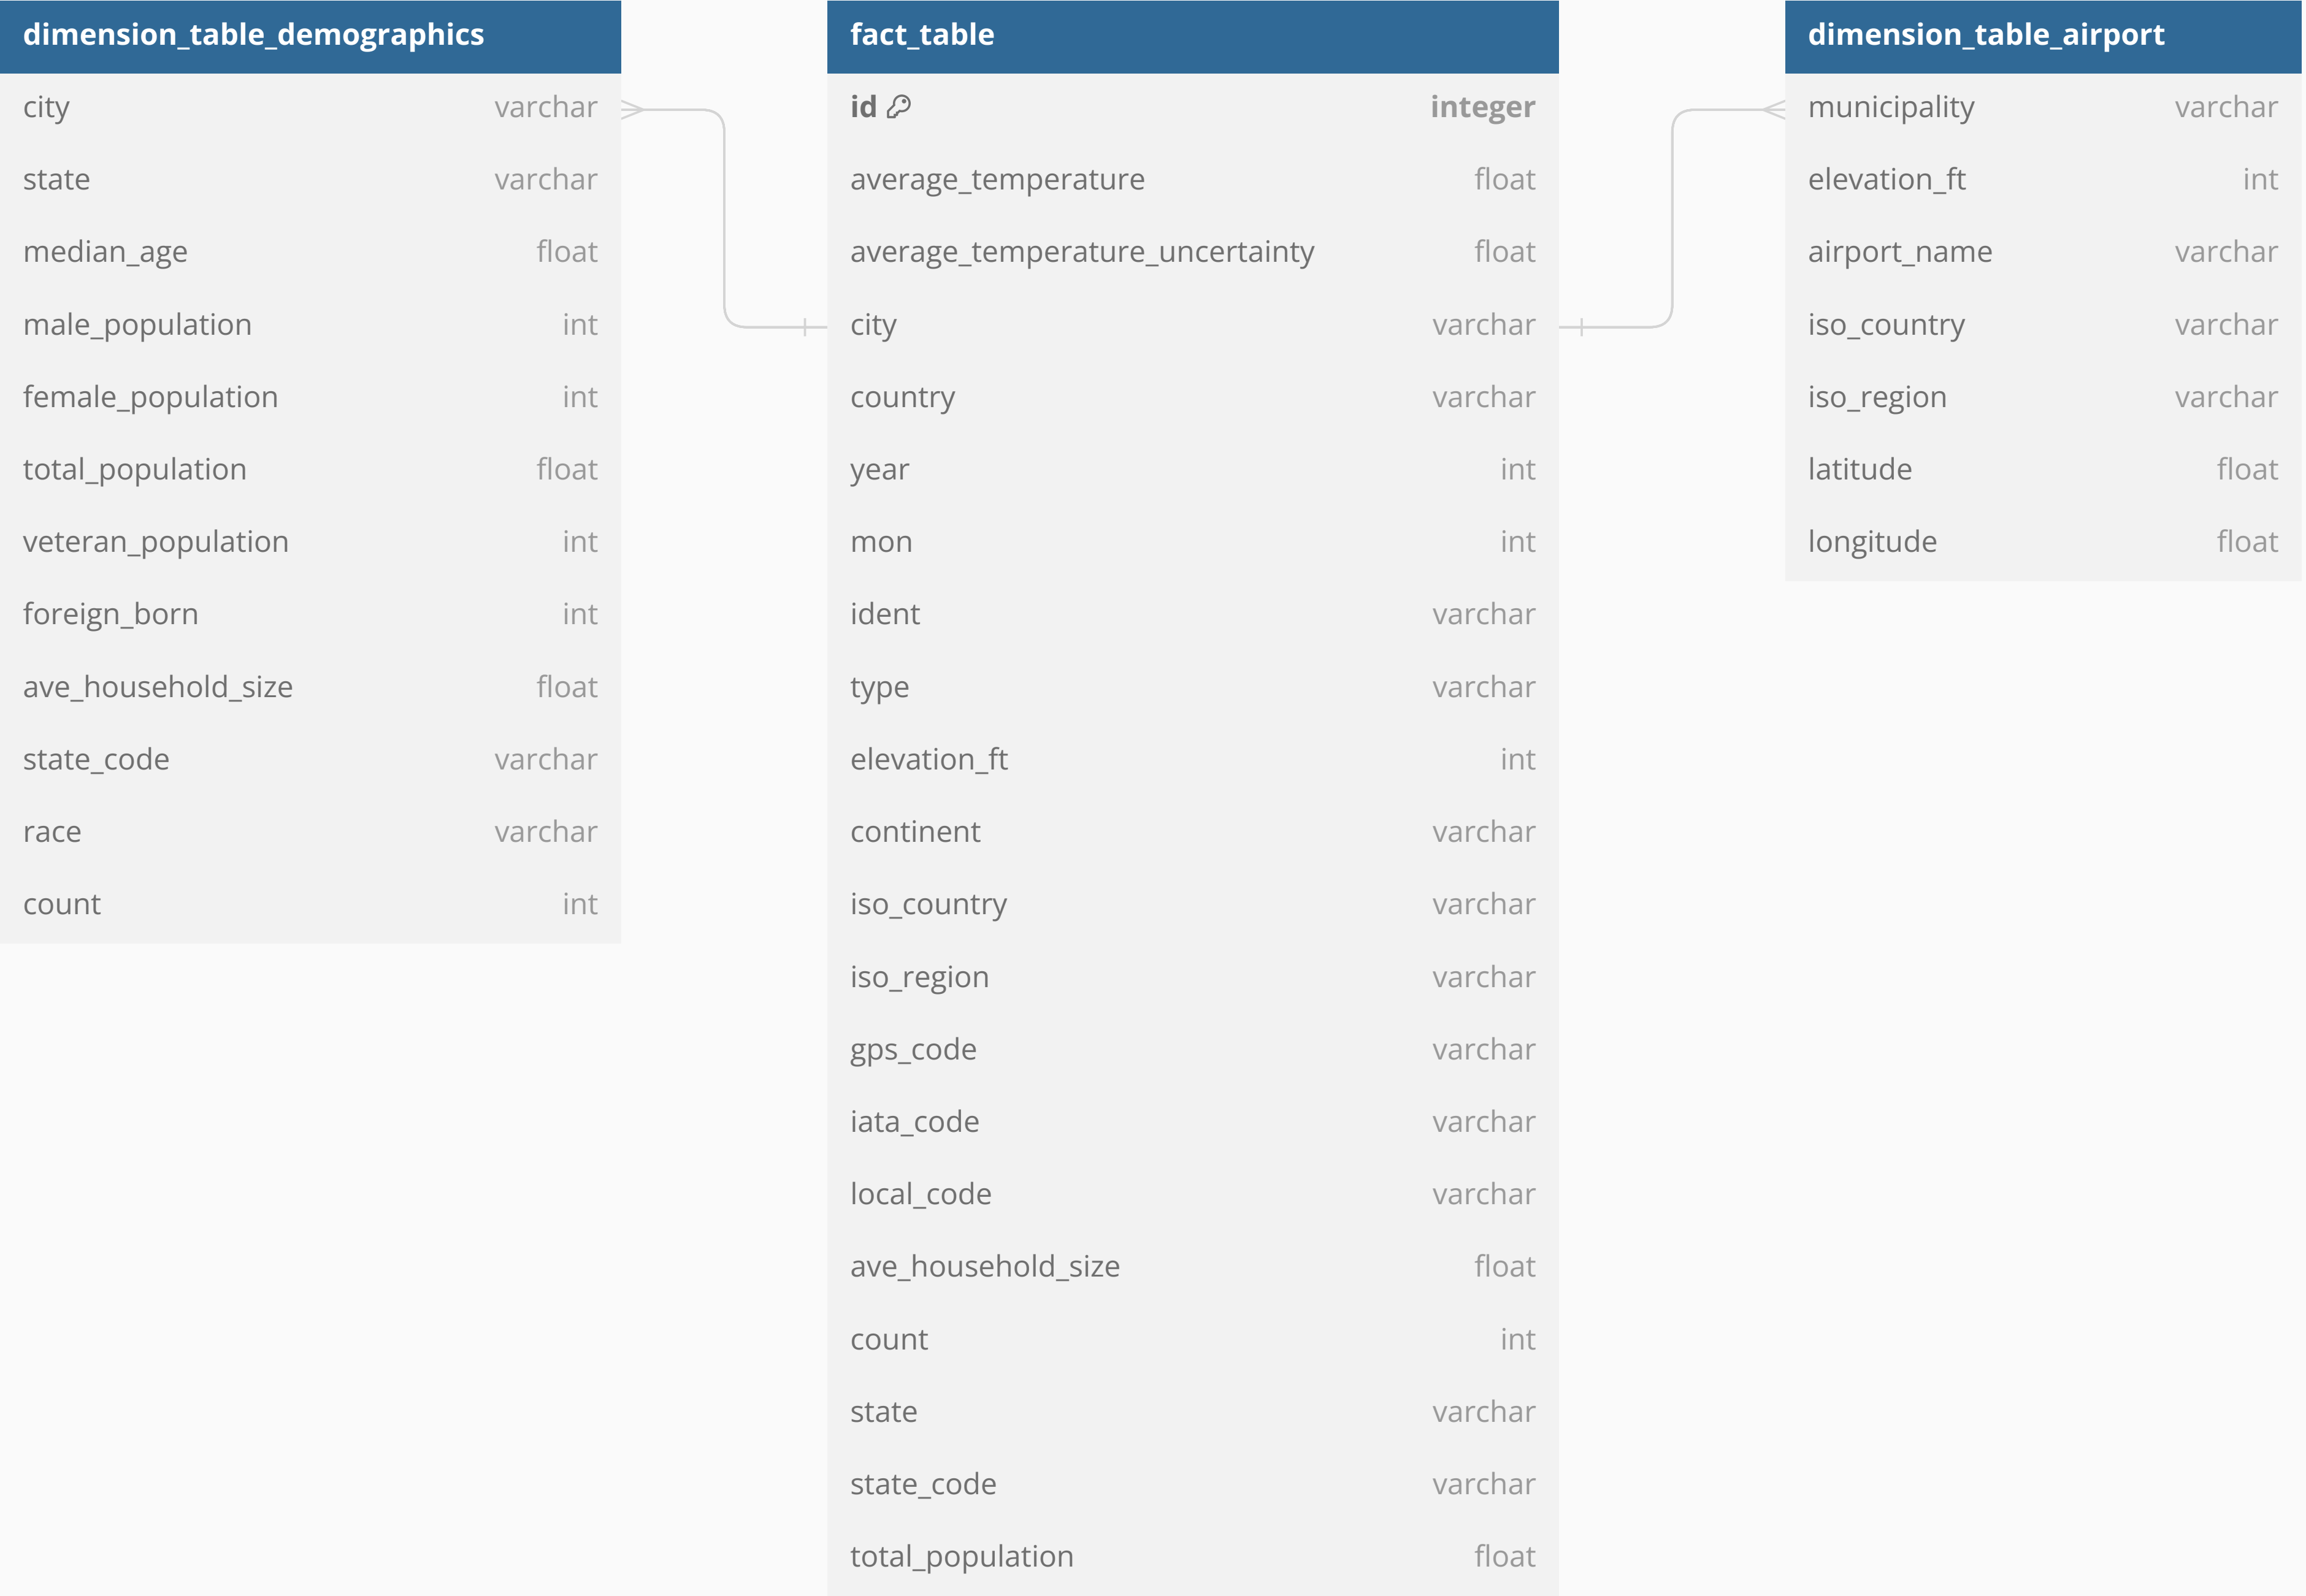 dimension_table_demographics
city varchar
state varchar
median_age float
male_population int
female_population int
total_population float
veteran_population int
foreign_born int
ave_household_size float
state_code varchar
race varchar
count int
fact_table
id integer
average_temperature float
average_temperature_uncertainty float
city varchar
country varchar
year int
mon int
ident varchar
type varchar
elevation_ft int
continent varchar
iso_country varchar
iso_region varchar
gps_code varchar
iata_code varchar
local_code varchar
ave_household_size float
count int
state varchar
state_code varchar
total_population float
dimension_table_airport
municipality varchar
elevation_ft int
airport_name varchar
iso_country varchar
iso_region varchar
latitude float
longitude float